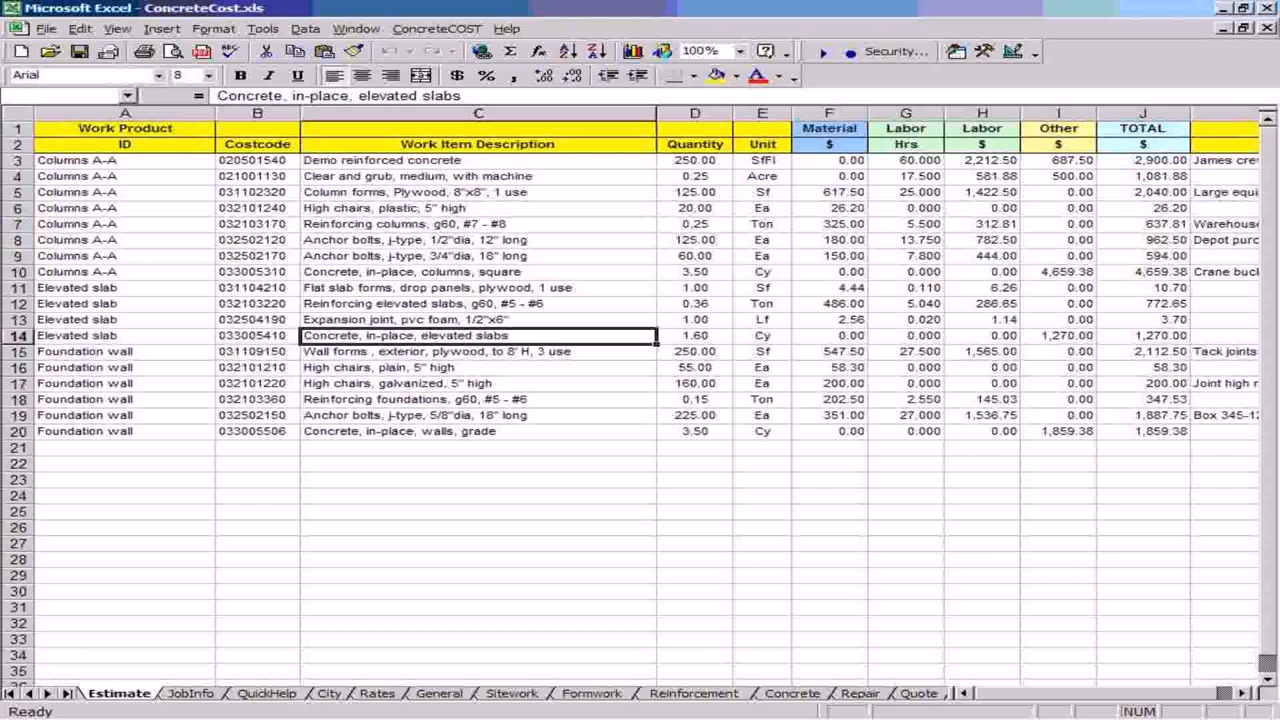 Microsoft Excel - ConcreteCost.xls
File Edit View Insert Format Tools Data Window ConcreteCOST Help
100% Security...
Arial 8 B I U $ % ,
= Concrete, in-place, elevated slabs
A B C D E F G H I J
1 Work Product Material Labor Labor Other TOTAL
2 ID Costcode Work Item Description Quantity Unit $ Hrs $ $ $
3 Columns A-A 020501540 Demo reinforced concrete 250.00 SfFl 0.00 60.000 2,212.50 687.50 2,900.00 James cre
4 Columns A-A 021001130 Clear and grub, medium, with machine 0.25 Acre 0.00 17.500 581.88 500.00 1,081.88
5 Columns A-A 031102320 Column forms, Plywood, 8"x8", 1 use 125.00 Sf 617.50 25.000 1,422.50 0.00 2,040.00 Large equi
6 Columns A-A 032101240 High chairs, plastic, 5" high 20.00 Ea 26.20 0.000 0.00 0.00 26.20
7 Columns A-A 032103170 Reinforcing columns, g60, #7 - #8 0.25 Ton 325.00 5.500 312.81 0.00 637.81 Warehouse
8 Columns A-A 032502120 Anchor bolts, j-type, 1/2"dia, 12" long 125.00 Ea 180.00 13.750 782.50 0.00 962.50 Depot purc
9 Columns A-A 032502170 Anchor bolts, j-type, 3/4"dia, 18" long 60.00 Ea 150.00 7.800 444.00 0.00 594.00
10 Columns A-A 033005310 Concrete, in-place, columns, square 3.50 Cy 0.00 0.000 0.00 4,659.38 4,659.38 Crane buc
11 Elevated slab 031104210 Flat slab forms, drop panels, plywood, 1 use 1.00 Sf 4.44 0.110 6.26 0.00 10.70
12 Elevated slab 032103220 Reinforcing elevated slabs, g60, #5 - #6 0.36 Ton 486.00 5.040 286.65 0.00 772.65
13 Elevated slab 032504190 Expansion joint, pvc foam, 1/2"x6" 1.00 Lf 2.56 0.020 1.14 0.00 3.70
14 Elevated slab 033005410 Concrete, in-place, elevated slabs 1.60 Cy 0.00 0.000 0.00 1,270.00 1,270.00
15 Foundation wall 031109150 Wall forms , exterior, plywood, to 8' H, 3 use 250.00 Sf 547.50 27.500 1,565.00 0.00 2,112.50 Tack joints
16 Foundation wall 032101210 High chairs, plain, 5" high 55.00 Ea 58.30 0.000 0.00 0.00 58.30
17 Foundation wall 032101220 High chairs, galvanized, 5" high 160.00 Ea 200.00 0.000 0.00 0.00 200.00 Joint high r
18 Foundation wall 032103360 Reinforcing foundations, g60, #5 - #6 0.15 Ton 202.50 2.550 145.03 0.00 347.53
19 Foundation wall 032502150 Anchor bolts, j-type, 5/8"dia, 18" long 225.00 Ea 351.00 27.000 1,536.75 0.00 1,887.75 Box 345-12
20 Foundation wall 033005506 Concrete, in-place, walls, grade 3.50 Cy 0.00 0.000 0.00 1,859.38 1,859.38
21
22
23
24
25
26
27
28
29
30
31
32
33
34
35
Estimate JobInfo QuickHelp City Rates General Sitework Formwork Reinforcement Concrete Repair Quote
Ready NUM